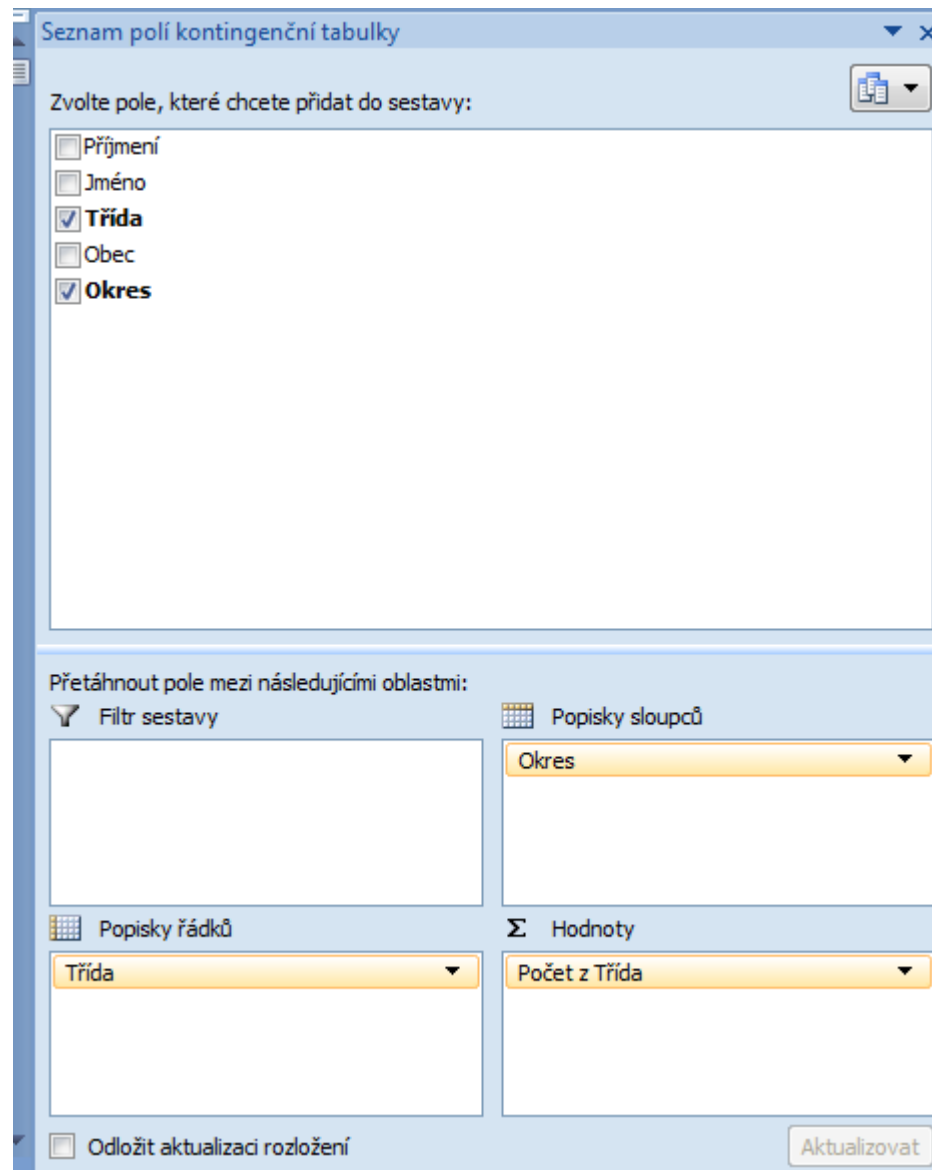 Seznam polí kontingenční tabulky
Zvolte pole, které chcete přidat do sestavy:
Příjmení
Jméno
Třída
Obec
Okres
Přetáhnout pole mezi následujícími oblastmi:
Filtr sestavy
Popisky sloupců
Okres
Popisky řádků
Σ Hodnoty
Třída
Počet z Třída
Odložit aktualizaci rozložení
Aktualizovat